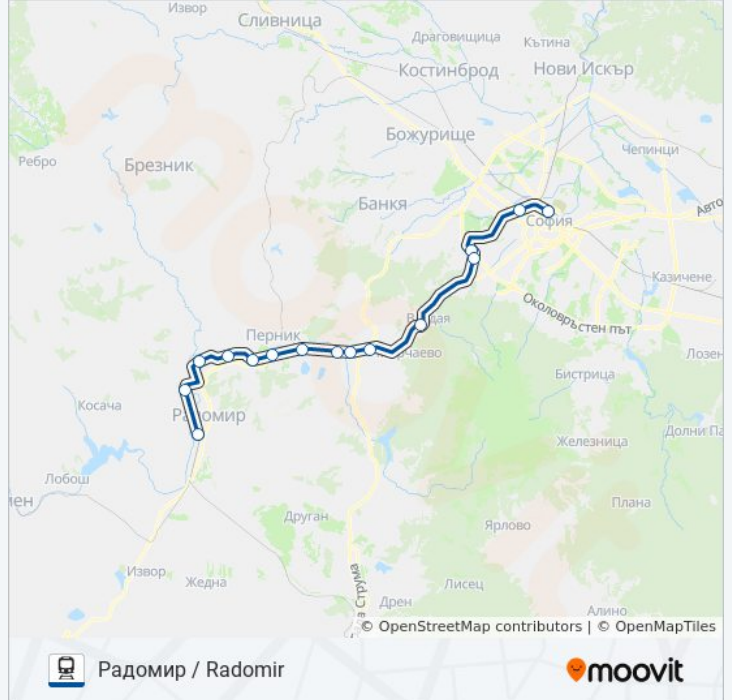 Извор
Сливница
Драговищица
Кътина
Костинброд
Нови Искър
Божурище
Чепинци
Ребро
Брезник
Банкя
Авто
София
Казичене
Околовръстен път
Перник
Лозен
Бистрица
Косача
Радомир
Долни Па
Железница
Лобош
Плана
Друган
Ярлово
Извор
Жедна
Лисец
а Струма
Дрен
Алино
© OpenStreetMap contributors | © OpenMapTiles
Радомир / Radomir
moovit